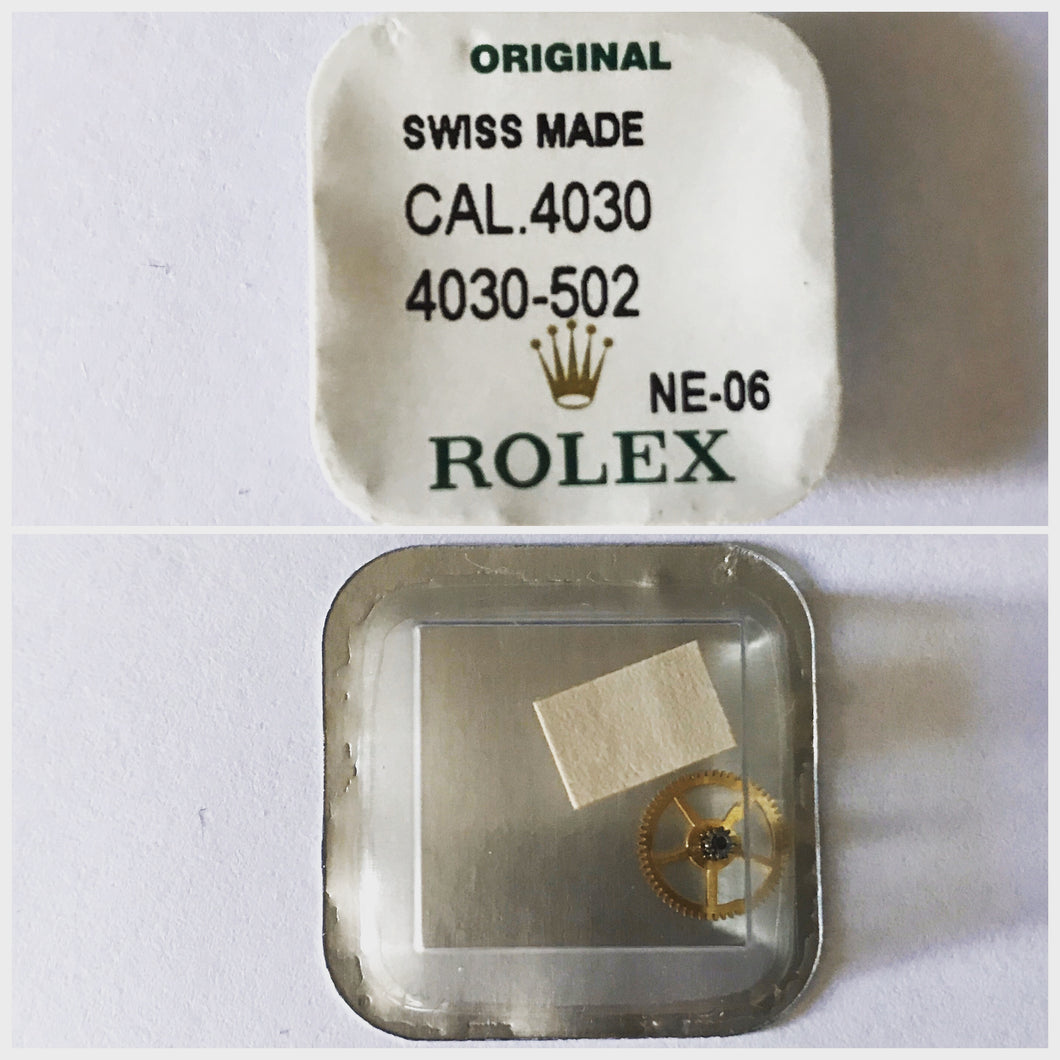 ORIGINAL
SWISS MADE
CAL.4030
4030-502
NE-06
ROLEX